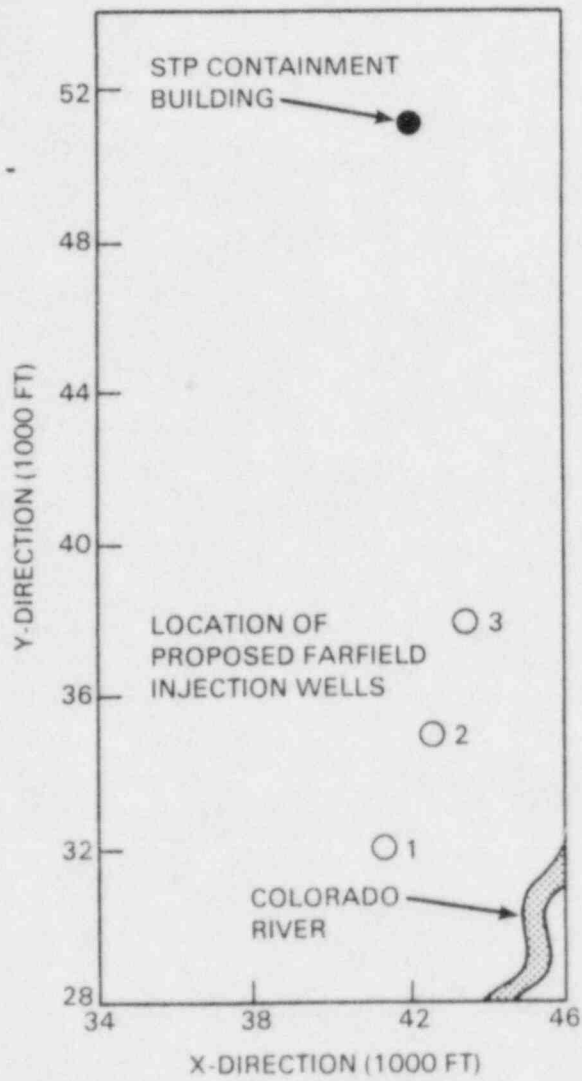 STP CONTAINMENT
BUILDING
52
48
44
40
36
32
28
Y-DIRECTION (1000 FT)
LOCATION OF
PROPOSED FARFIELD
INJECTION WELLS
3
2
1
COLORADO
RIVER
34
38
42
46
X-DIRECTION (1000 FT)